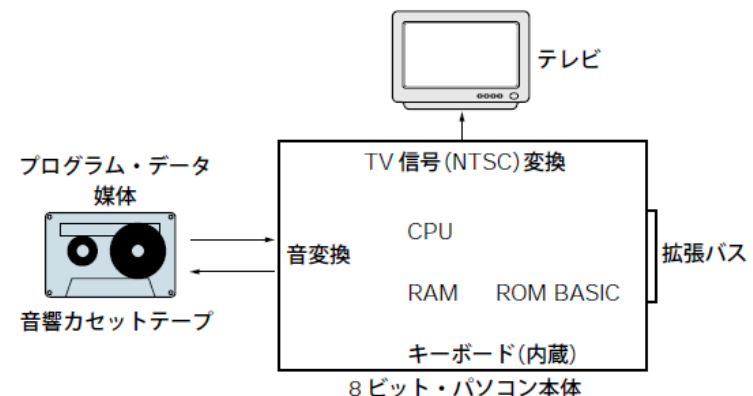 テレビ
TV 信号(NTSC)変換
プログラム・データ
媒体
音変換
CPU
拡張バス
RAM ROM BASIC
音響カセットテープ
キーボード(内蔵)
8 ビット・パソコン本体